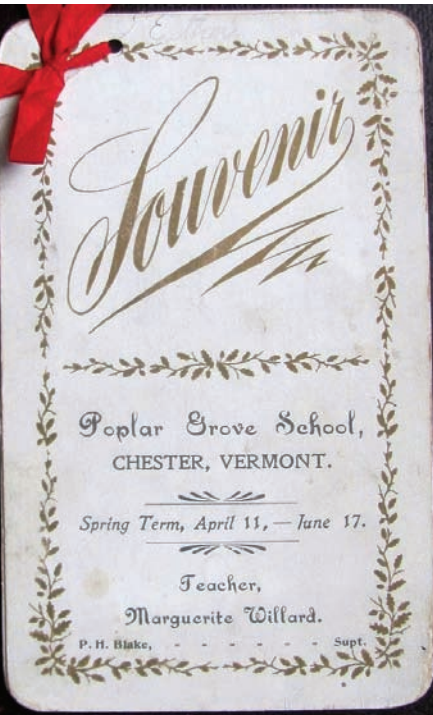 Souvenir
Poplar Grove School,
CHESTER, VERMONT.
Spring Term, April 11, — June 17.
Teacher,
Marguerite Willard.
P. H. Blake, - - - - - - Supt.